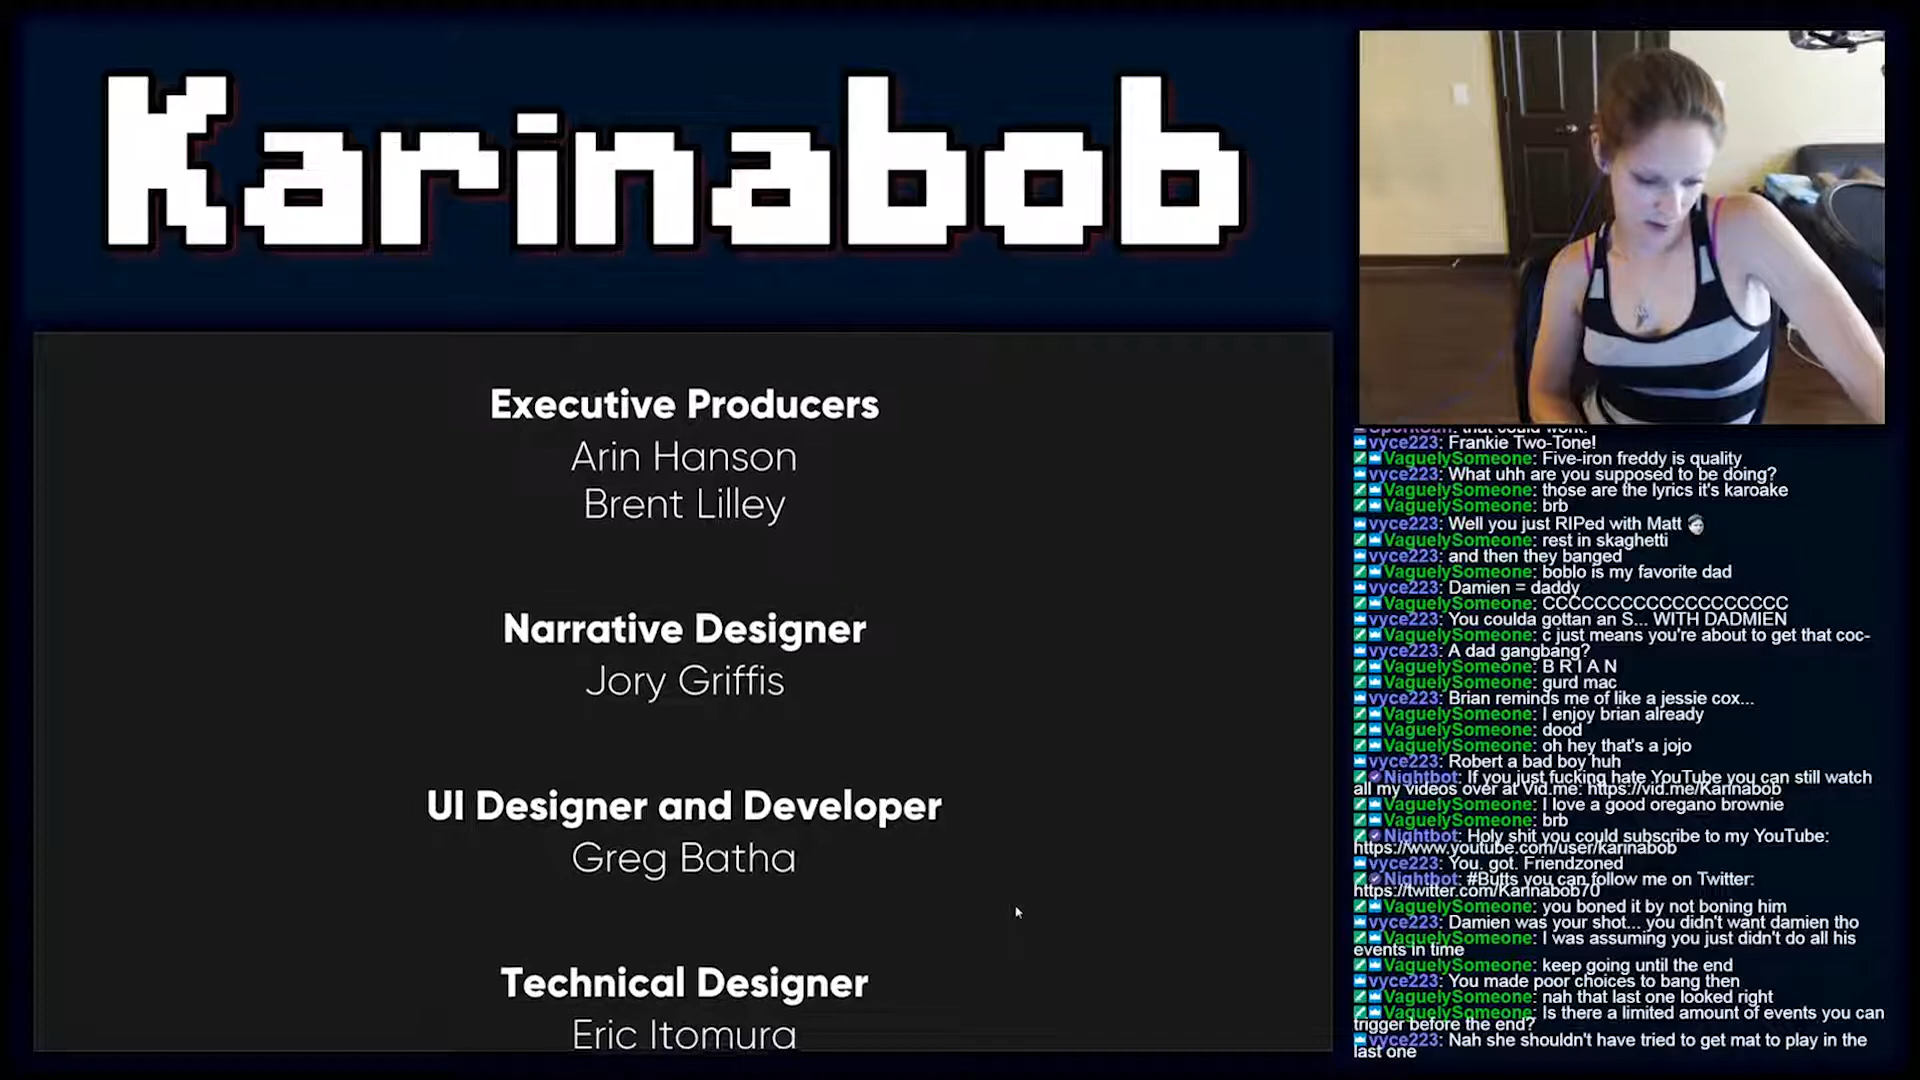 Karinabob
Executive Producers
Arin Hanson
Brent Lilley
Narrative Designer
Jory Griffis
UI Designer and Developer
Greg Batha
Technical Designer
Eric Itomura
SporkCan: that could work.
vyce223: Frankie Two-Tone!
VaguelySomeone: Five-iron freddy is quality
vyce223: What uhh are you supposed to be doing?
VaguelySomeone: those are the lyrics it's karoake
VaguelySomeone: brb
vyce223: Well you just RIPed with Matt
VaguelySomeone: rest in skaghetti
vyce223: and then they banged
VaguelySomeone: boblo is my favorite dad
vyce223: Damien = daddy
VaguelySomeone: CCCCCCCCCCCCCCCCCCC
vyce223: You coulda gottan an S... WITH DADMIEN
VaguelySomeone: c just means you're about to get that coc-
vyce223: A dad gangbang?
VaguelySomeone: B R I A N
VaguelySomeone: gurd mac
vyce223: Brian reminds me of like a jessie cox...
VaguelySomeone: I enjoy brian already
VaguelySomeone: dood
VaguelySomeone: oh hey that's a jojo
vyce223: Robert a bad boy huh
Nightbot: If you just fucking hate YouTube you can still watch
all my videos over at Vid.me: https://vid.me/Karinabob
VaguelySomeone: I love a good oregano brownie
VaguelySomeone: brb
Nightbot: Holy shit you could subscribe to my YouTube:
https://www.youtube.com/user/karinabob
vyce223: You. got. Friendzoned
Nightbot: #Butts you can follow me on Twitter:
https://twitter.com/Karinabob70
VaguelySomeone: you boned it by not boning him
vyce223: Damien was your shot... you didn't want damien tho
VaguelySomeone: I was assuming you just didn't do all his
events in time
VaguelySomeone: keep going until the end
vyce223: You made poor choices to bang then
VaguelySomeone: nah that last one looked right
VaguelySomeone: Is there a limited amount of events you can
trigger before the end?
vyce223: Nah she shouldn't have tried to get mat to play in the
last one